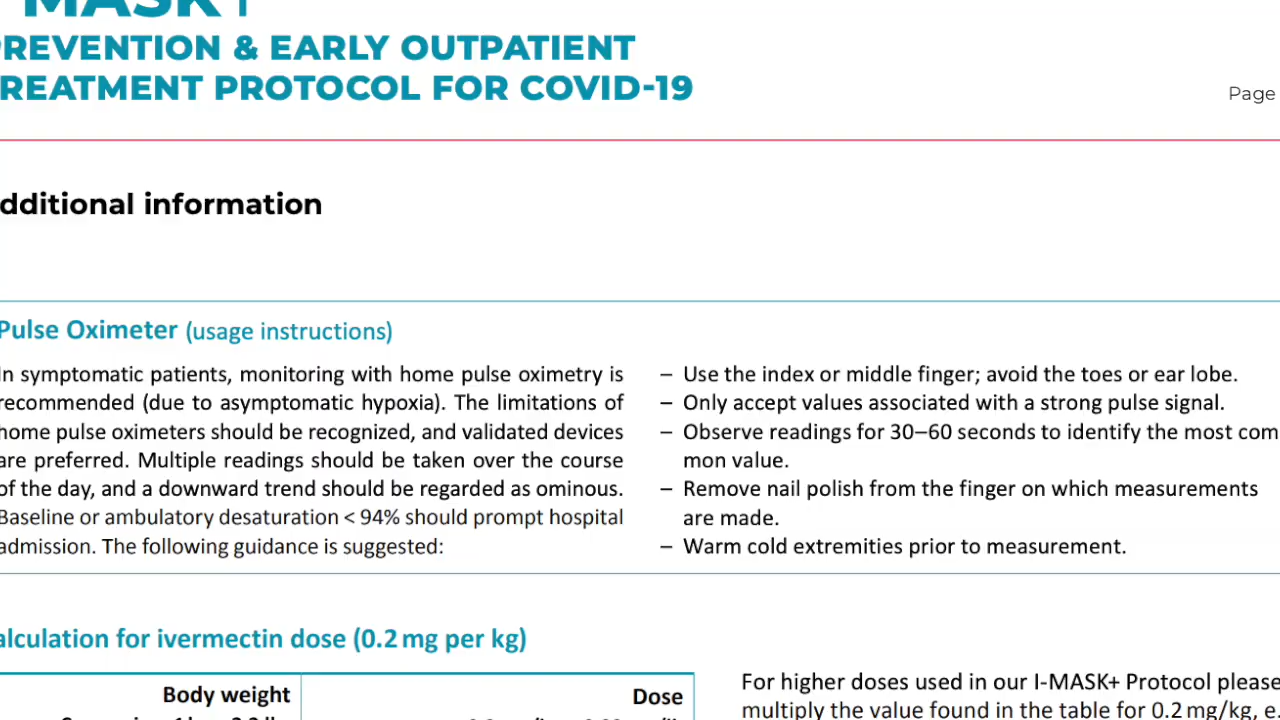 MASK+
PREVENTION & EARLY OUTPATIENT
TREATMENT PROTOCOL FOR COVID-19
Page
dditional information
Pulse Oximeter (usage instructions)
In symptomatic patients, monitoring with home pulse oximetry is
recommended (due to asymptomatic hypoxia). The limitations of
home pulse oximeters should be recognized, and validated devices
are preferred. Multiple readings should be taken over the course
of the day, and a downward trend should be regarded as ominous.
Baseline or ambulatory desaturation < 94% should prompt hospital
admission. The following guidance is suggested:
– Use the index or middle finger; avoid the toes or ear lobe.
– Only accept values associated with a strong pulse signal.
– Observe readings for 30–60 seconds to identify the most com
mon value.
– Remove nail polish from the finger on which measurements
are made.
– Warm cold extremities prior to measurement.
alculation for ivermectin dose (0.2 mg per kg)
Body weight
Dose
For higher doses used in our I-MASK+ Protocol please
multiply the value found in the table for 0.2 mg/kg, e.